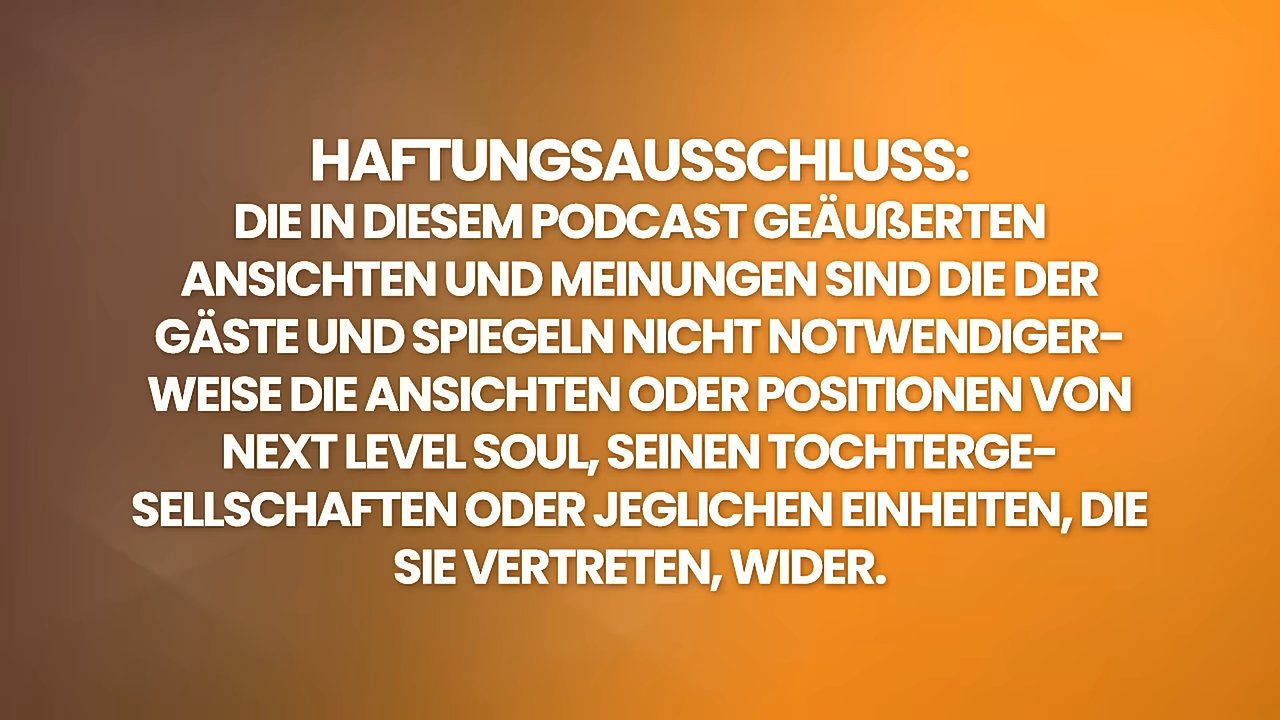 HAFTUNGSAUSSCHLUSS:
DIE IN DIESEM PODCAST GEÄUßERTEN
ANSICHTEN UND MEINUNGEN SIND DIE DER
GÄSTE UND SPIEGELN NICHT NOTWENDIGER-
WEISE DIE ANSICHTEN ODER POSITIONEN VON
NEXT LEVEL SOUL, SEINEN TOCHTERGE-
SELLSCHAFTEN ODER JEGLICHEN EINHEITEN, DIE
SIE VERTRETEN, WIDER.